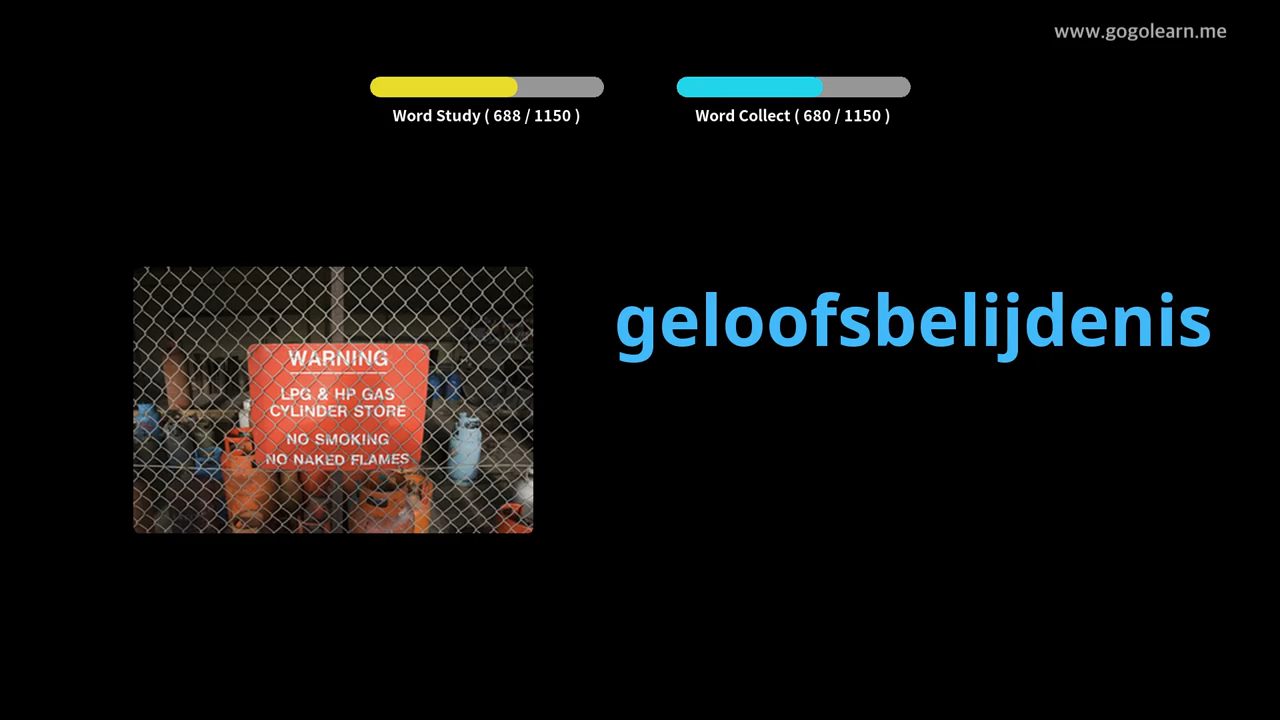 www.gogolearn.me
Word Study ( 688 / 1150 )
Word Collect ( 680 / 1150 )
geloofsbelijdenis
WARNING
LPG & HP GAS
CYLINDER STORE
NO SMOKING
NO NAKED FLAMES